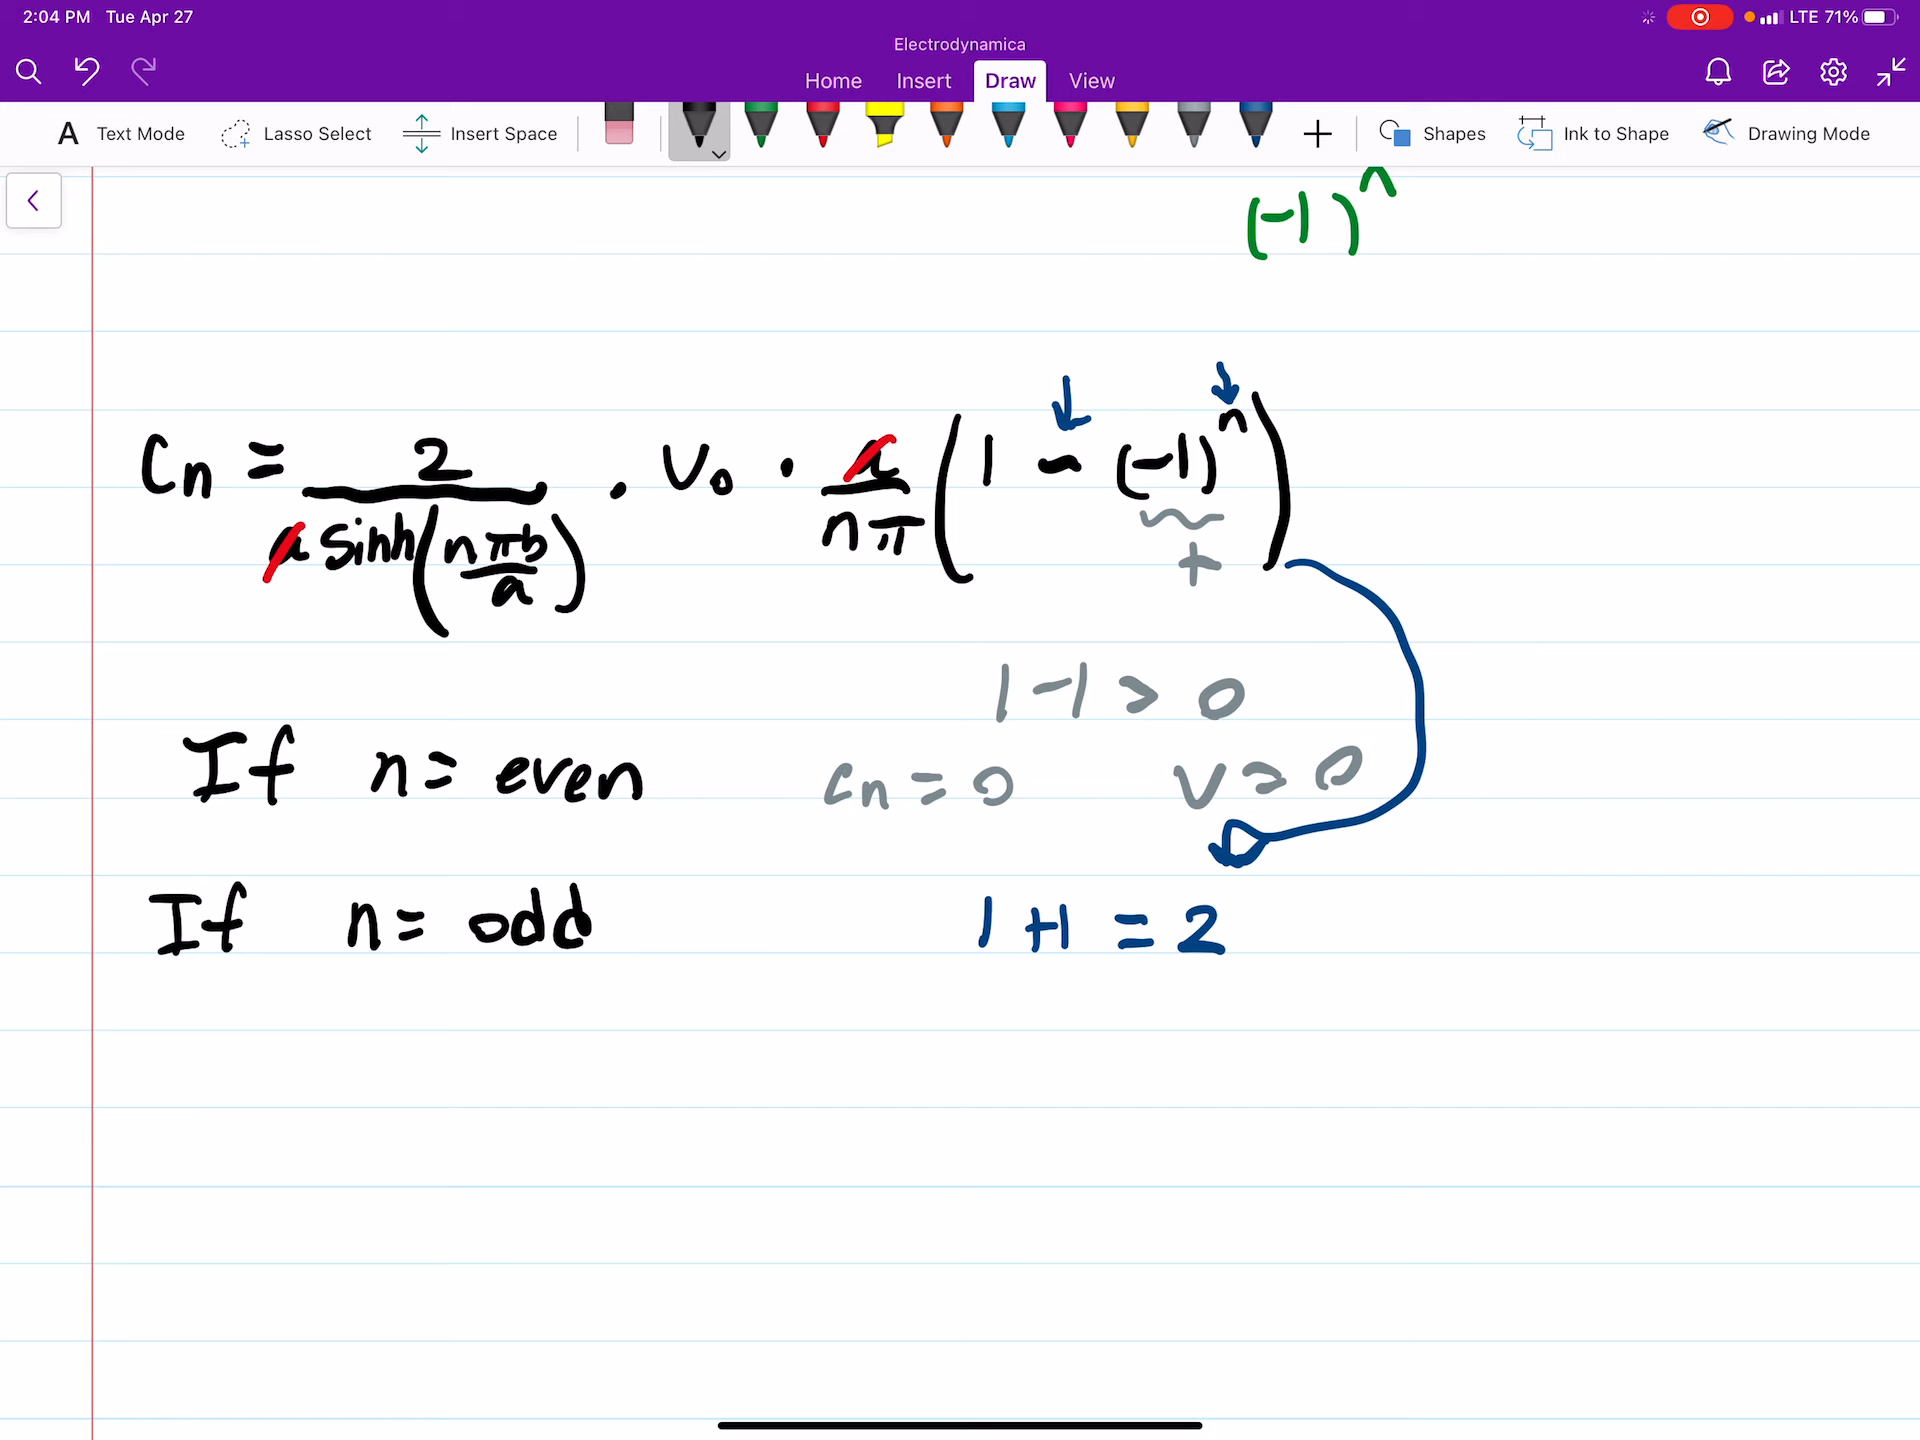 2:04 PM Tue Apr 27 LTE 71%
Electrodynamica
Home Insert Draw View
A Text Mode Lasso Select Insert Space Shapes Ink to Shape Drawing Mode
(-1)^n
Cn = 2/(a sinh(nπb/a)) · V₀ · a/(nπ) (1 - (-1)^n)
+
1 - 1 = 0
If n = even Cn = 0 V = 0
If n = odd 1 + 1 = 2